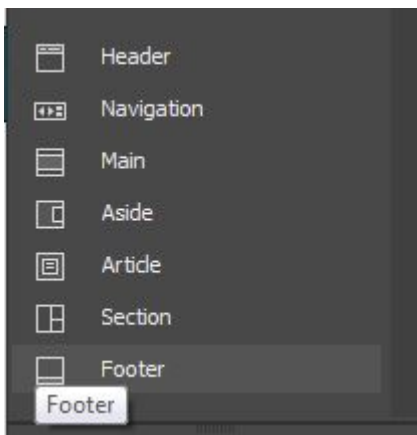 Header
Navigation
Main
Aside
Article
Section
Footer
Footer